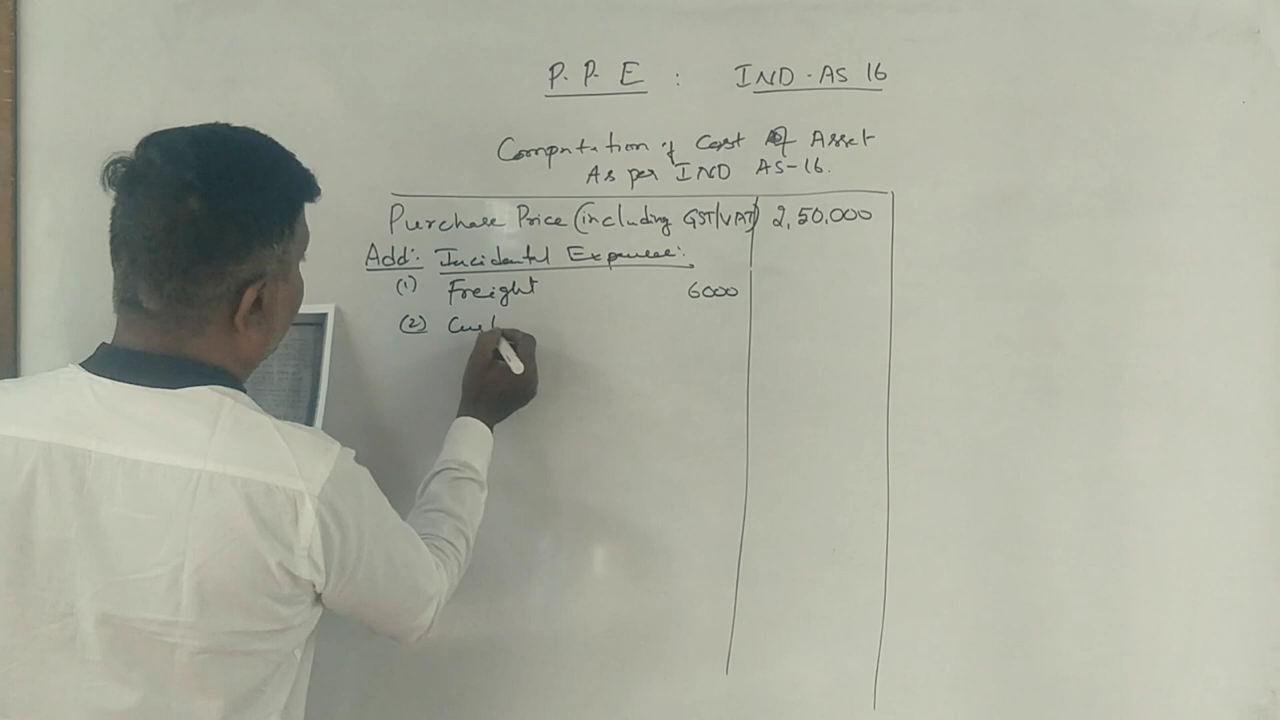 P. P. E : IND. AS 16
Computation of Cost of Asset
As per IND AS-16.
Purchase Price (including GST/VAT) 2,50,000
Add: Incidental Expenses:
(1) Freight 6000
(2) Cust